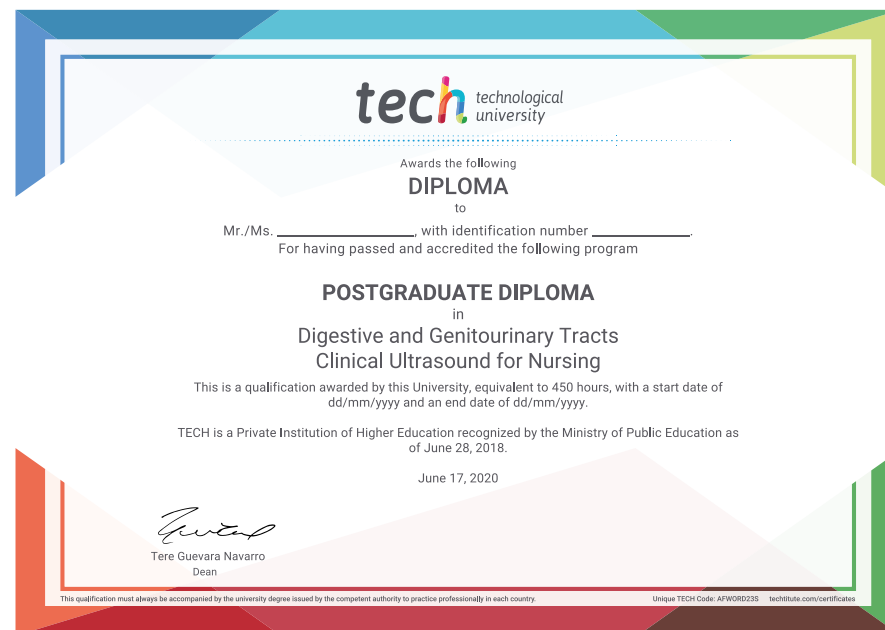 tech technological
university
Awards the following
DIPLOMA
to
Mr./Ms. ________________, with identification number ____________.
For having passed and accredited the following program
POSTGRADUATE DIPLOMA
in
Digestive and Genitourinary Tracts
Clinical Ultrasound for Nursing
This is a qualification awarded by this University, equivalent to 450 hours, with a start date of
dd/mm/yyyy and an end date of dd/mm/yyyy.
TECH is a Private Institution of Higher Education recognized by the Ministry of Public Education as
of June 28, 2018.
June 17, 2020
Tere Guevara Navarro
Dean
This qualification must always be accompanied by the university degree issued by the competent authority to practice professionally in each country. Unique TECH Code: AFWORD23S techtitute.com/certificates